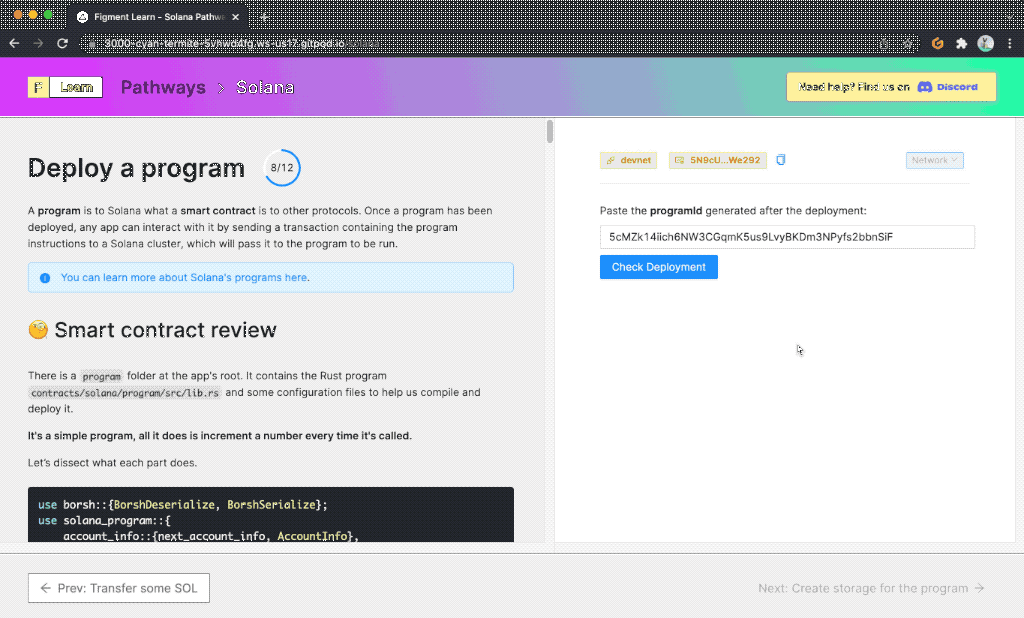 Figment Learn - Solana Pathw
3000-cyan-termite-5vhwd4fg.ws-us17.gitpod.io/solana
F Learn Pathways > Solana
Need help? Find us on Discord
Deploy a program 8/12
A program is to Solana what a smart contract is to other protocols. Once a program has been
deployed, any app can interact with it by sending a transaction containing the program
instructions to a Solana cluster, which will pass it to the program to be run.
You can learn more about Solana's programs here.
🧐 Smart contract review
There is a program folder at the app's root. It contains the Rust program
contracts/solana/program/src/lib.rs and some configuration files to help us compile and
deploy it.
It's a simple program, all it does is increment a number every time it's called.
Let's dissect what each part does.
use borsh::{BorshDeserialize, BorshSerialize};
use solana_program::{
account_info::{next_account_info, AccountInfo},
devnet 5N9cU...We292 Network
Paste the programId generated after the deployment:
5cMZk14iich6NW3CGqmK5us9LvyBKDm3NPyfs2bbnSiF
Check Deployment
← Prev: Transfer some SOL
Next: Create storage for the program →